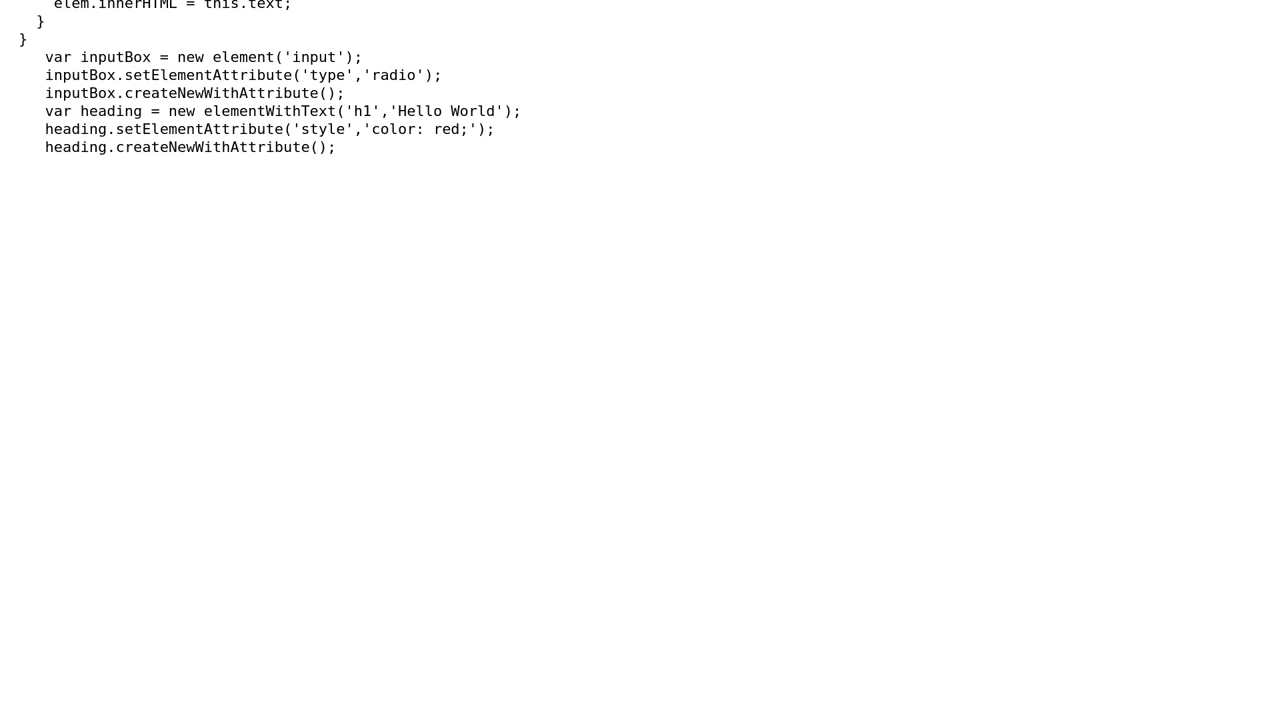 elem.innerHTML = this.text;
}
}
var inputBox = new element('input');
inputBox.setElementAttribute('type','radio');
inputBox.createNewWithAttribute();
var heading = new elementWithText('h1','Hello World');
heading.setElementAttribute('style','color: red;');
heading.createNewWithAttribute();